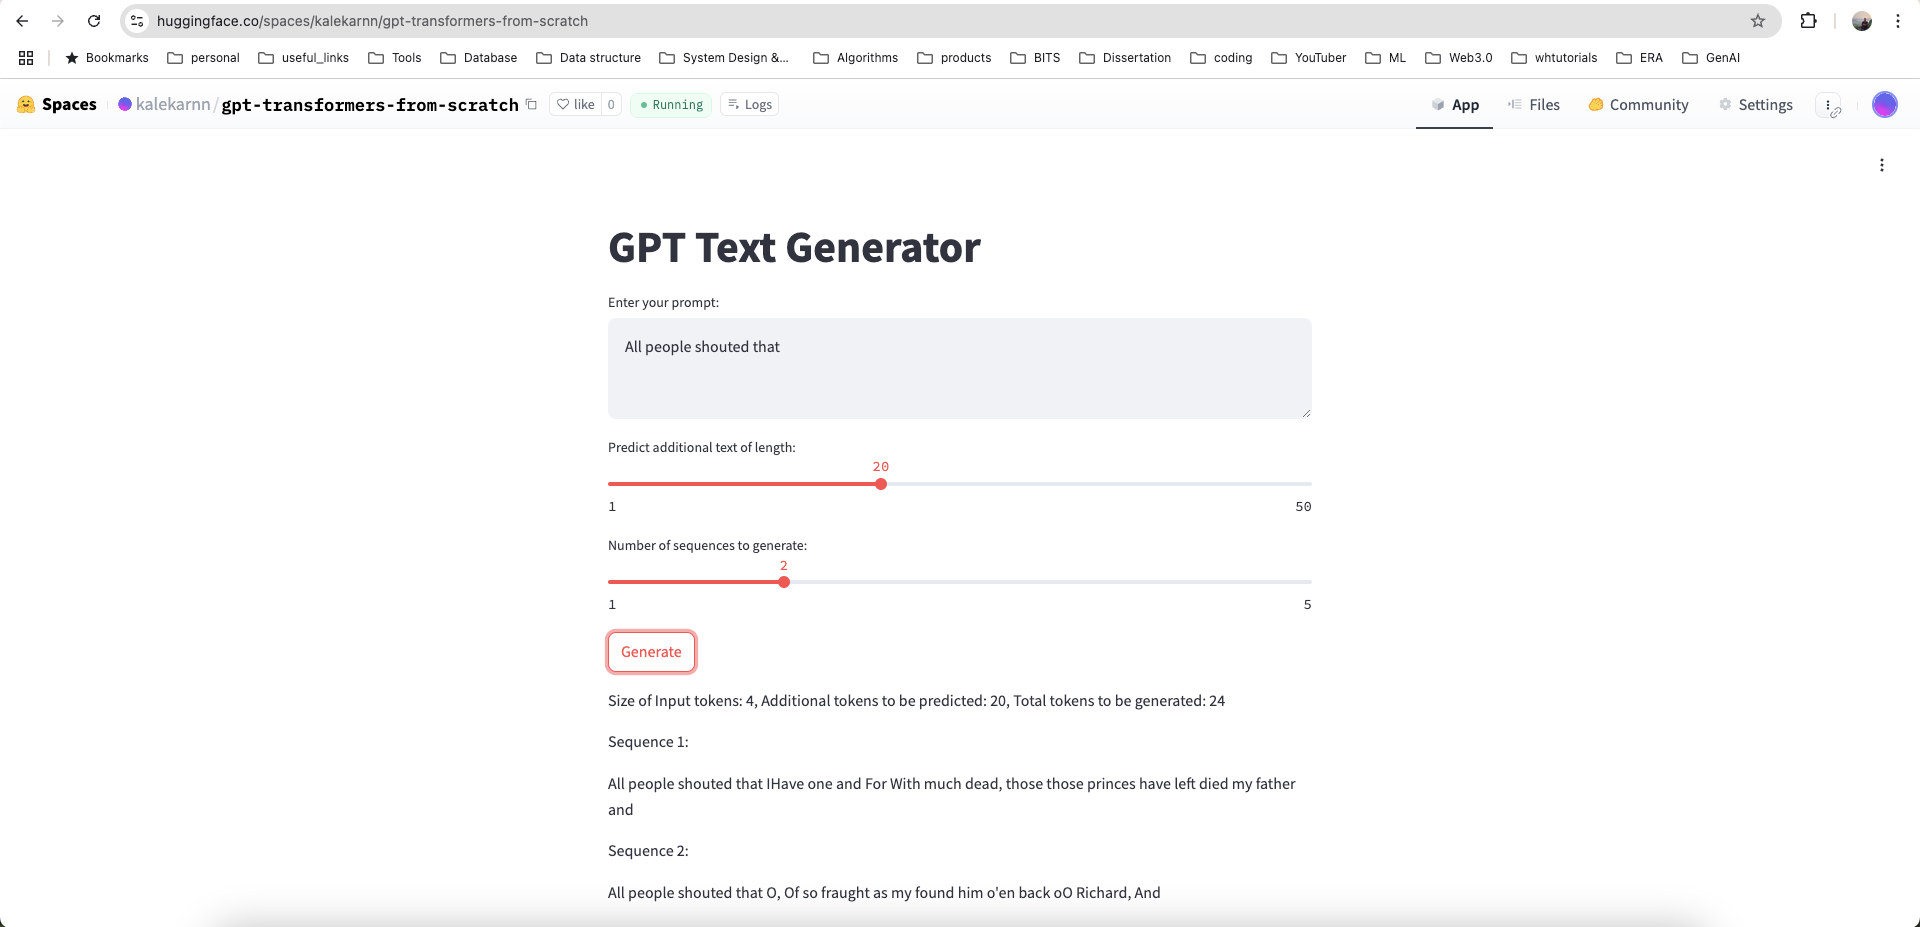 huggingface.co/spaces/kalekarnn/gpt-transformers-from-scratch
Bookmarks personal useful_links Tools Database Data structure System Design &... Algorithms products BITS Dissertation coding YouTuber ML Web3.0 whtutorials ERA GenAI
Spaces kalekarnn/gpt-transformers-from-scratch like 0 Running Logs App Files Community Settings
GPT Text Generator
Enter your prompt:
All people shouted that
Predict additional text of length:
20
1 50
Number of sequences to generate:
2
1 5
Generate
Size of Input tokens: 4, Additional tokens to be predicted: 20, Total tokens to be generated: 24
Sequence 1:
All people shouted that IHave one and For With much dead, those those princes have left died my father
and
Sequence 2:
All people shouted that O, Of so fraught as my found him o'en back oO Richard, And